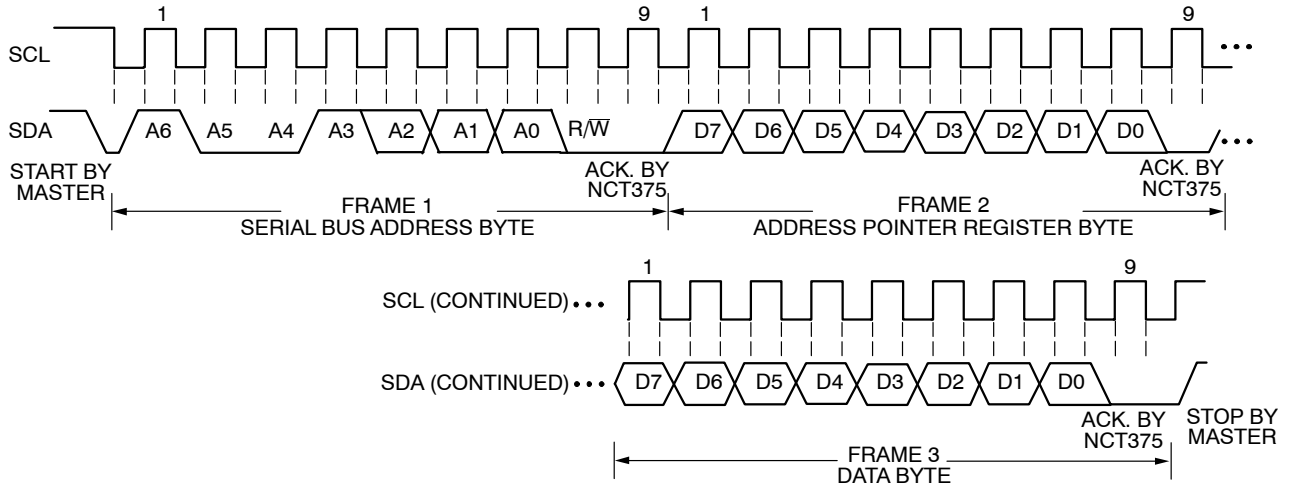 1 9 1 9
SCL •••
SDA A6 A5 A4 A3 A2 A1 A0 R/W̅ D7 D6 D5 D4 D3 D2 D1 D0 •••
START BY MASTER
ACK. BY NCT375
ACK. BY NCT375
FRAME 1
SERIAL BUS ADDRESS BYTE
FRAME 2
ADDRESS POINTER REGISTER BYTE
1 9
SCL (CONTINUED) •••
SDA (CONTINUED) ••• D7 D6 D5 D4 D3 D2 D1 D0
ACK. BY NCT375
STOP BY MASTER
FRAME 3
DATA BYTE